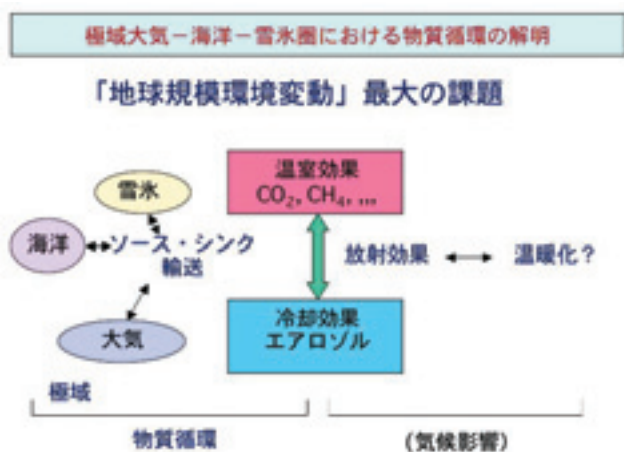 極域大気－海洋－雪氷圏における物質循環の解明
「地球規模環境変動」最大の課題
雪氷
海洋
ソース・シンク
輸送
大気
極域
物質循環
温室効果
CO₂, CH₄, ...
冷却効果
エアロゾル
放射効果
温暖化？
(気候影響)